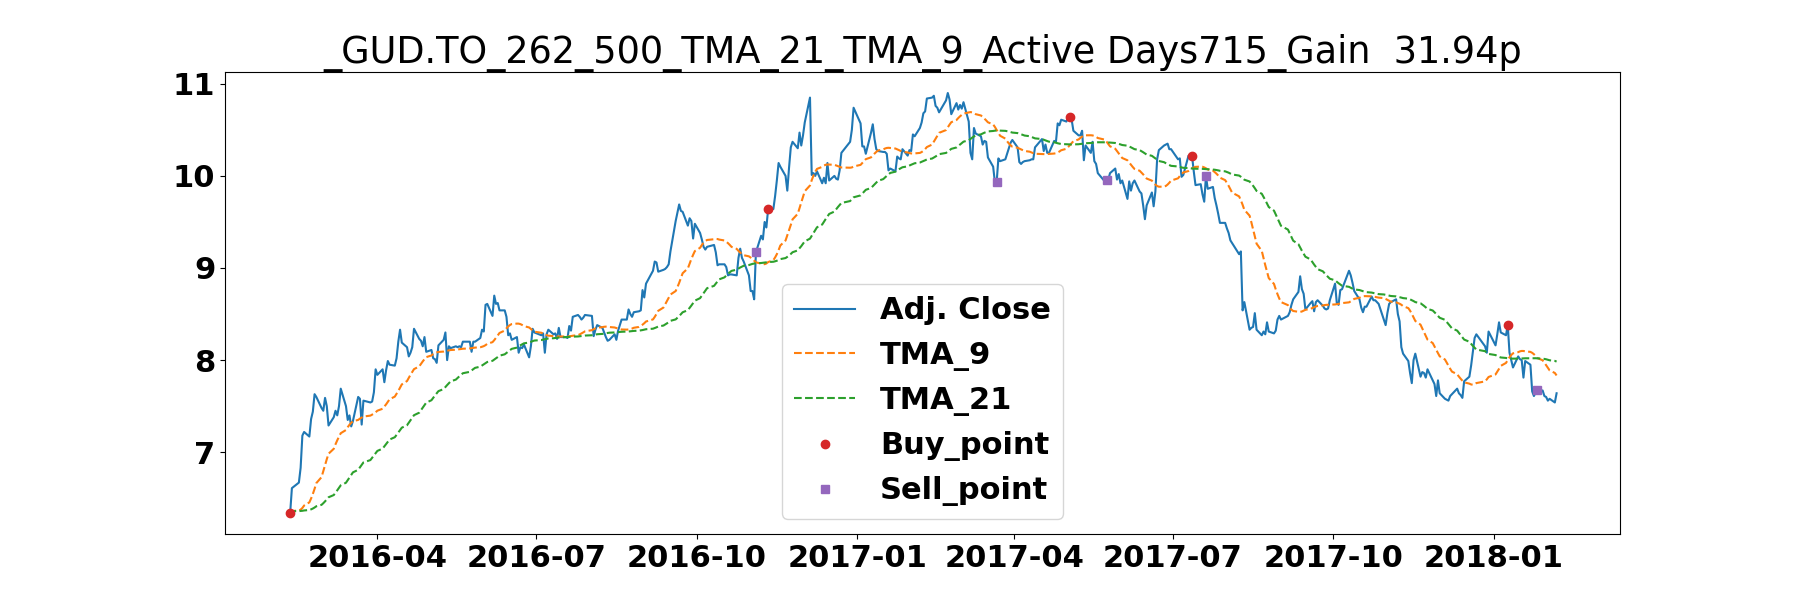 _GUD.TO_262_500_TMA_21_TMA_9_Active Days715_Gain  31.94p
11
10
9
8
7
Adj. Close
TMA_9
TMA_21
Buy_point
Sell_point
2016-04 2016-07 2016-10 2017-01 2017-04 2017-07 2017-10 2018-01